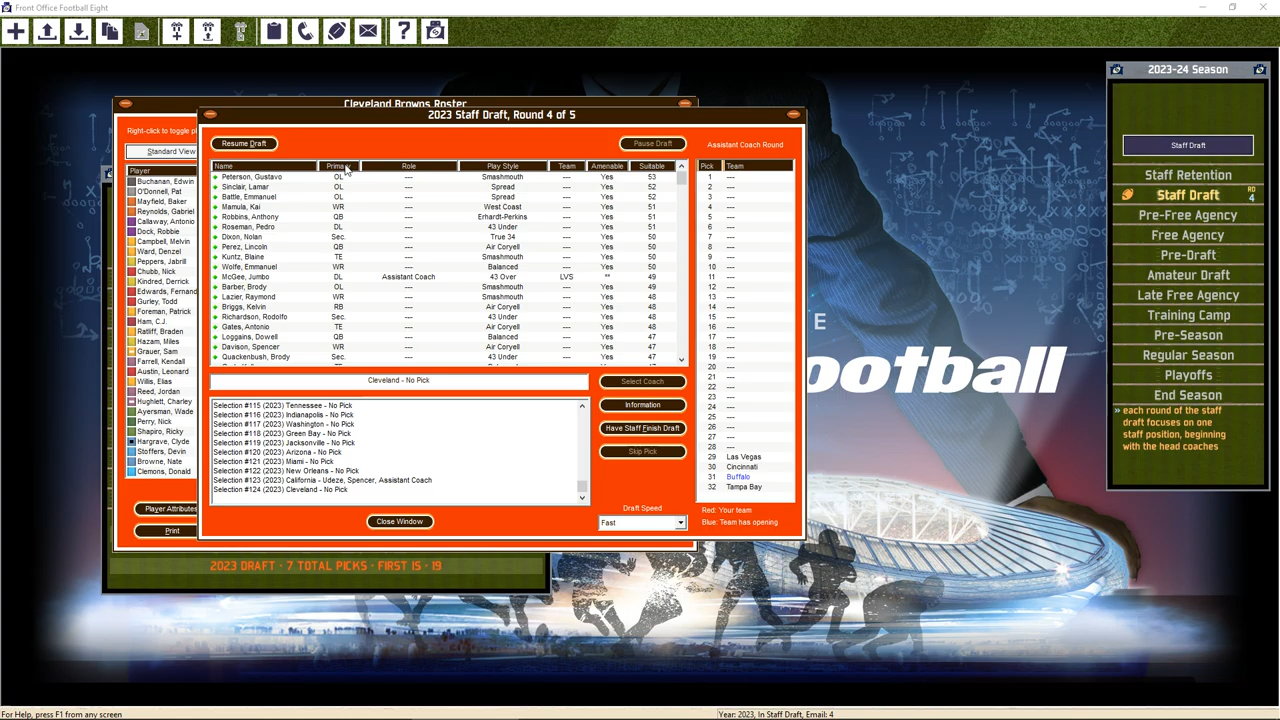 Front Office Football Eight
2023-24 Season
Staff Draft
Staff Retention
Staff Draft
RD
4
Pre-Free Agency
Free Agency
Pre-Draft
Amateur Draft
Late Free Agency
Training Camp
Pre-Season
Regular Season
Playoffs
End Season
» each round of the staff
draft focuses on one
staff position, beginning
with the head coaches
Cleveland Browns Roster
Right-click to toggle
Standard View
Player
Buchanan, Edwin
O'Donnell, Pat
Mayfield, Baker
Reynolds, Gabriel
Callaway, Antonio
Dock, Robbie
Campbell, Melvin
Ward, Denzel
Peppers, Jabrill
Chubb, Nick
Kindred, Derrick
Edwards, Fernand
Gurley, Todd
Foreman, Patrick
Ham, C.J.
Ratliff, Braden
Hazam, Miles
Grauer, Sam
Farrell, Kendall
Austin, Leonard
Willis, Elias
Reed, Jordan
Hughlett, Charley
Ayersman, Wade
Perry, Nick
Shapiro, Ricky
Hargrave, Clyde
Stoffers, Devin
Browne, Nate
Clemons, Donald
Player Attributes
Print
2023 DRAFT · 7 TOTAL PICKS · FIRST 15 · 19
2023 Staff Draft, Round 4 of 5
Resume Draft
Pause Draft
Assistant Coach Round
Name Primary Role Play Style Team Amenable Suitable
Peterson, Gustavo OL --- Smashmouth --- Yes 53
Sinclair, Lamar OL --- Spread --- Yes 52
Battle, Emmanuel OL --- Spread --- Yes 52
Mamula, Kai WR --- West Coast --- Yes 51
Robbins, Anthony QB --- Erhardt-Perkins --- Yes 51
Roseman, Pedro DL --- 43 Under --- Yes 51
Dixon, Nolan Sec. --- True 34 --- Yes 50
Perez, Lincoln QB --- Air Coryell --- Yes 50
Kuntz, Blaine TE --- Smashmouth --- Yes 50
Wolfe, Emmanuel WR --- Balanced --- Yes 50
McGee, Jumbo DL Assistant Coach 43 Over LVS ** 49
Barber, Brody OL --- Smashmouth --- Yes 49
Lazier, Raymond WR --- Smashmouth --- Yes 48
Briggs, Kelvin RB --- Air Coryell --- Yes 48
Richardson, Rodolfo Sec. --- 43 Under --- Yes 48
Gates, Antonio TE --- Air Coryell --- Yes 48
Loggains, Dowell QB --- Balanced --- Yes 47
Davison, Spencer WR --- Air Coryell --- Yes 47
Quackenbush, Brody Sec. --- 43 Under --- Yes 47
Cleveland - No Pick
Selection #115 (2023) Tennessee - No Pick
Selection #116 (2023) Indianapolis - No Pick
Selection #117 (2023) Washington - No Pick
Selection #118 (2023) Green Bay - No Pick
Selection #119 (2023) Jacksonville - No Pick
Selection #120 (2023) Arizona - No Pick
Selection #121 (2023) Miami - No Pick
Selection #122 (2023) New Orleans - No Pick
Selection #123 (2023) California - Udeze, Spencer, Assistant Coach
Selection #124 (2023) Cleveland - No Pick
Close Window
Select Coach
Information
Have Staff Finish Draft
Skip Pick
Draft Speed
Fast
Pick Team
1 ---
2 ---
3 ---
4 ---
5 ---
6 ---
7 ---
8 ---
9 ---
10 ---
11 ---
12 ---
13 ---
14 ---
15 ---
16 ---
17 ---
18 ---
19 ---
20 ---
21 ---
22 ---
23 ---
24 ---
25 ---
26 ---
27 ---
28 ---
29 Las Vegas
30 Cincinnati
31 Buffalo
32 Tampa Bay
Red: Your team
Blue: Team has opening
E
ootball
For Help, press F1 from any screen
Year: 2023, In Staff Draft, Email: 4